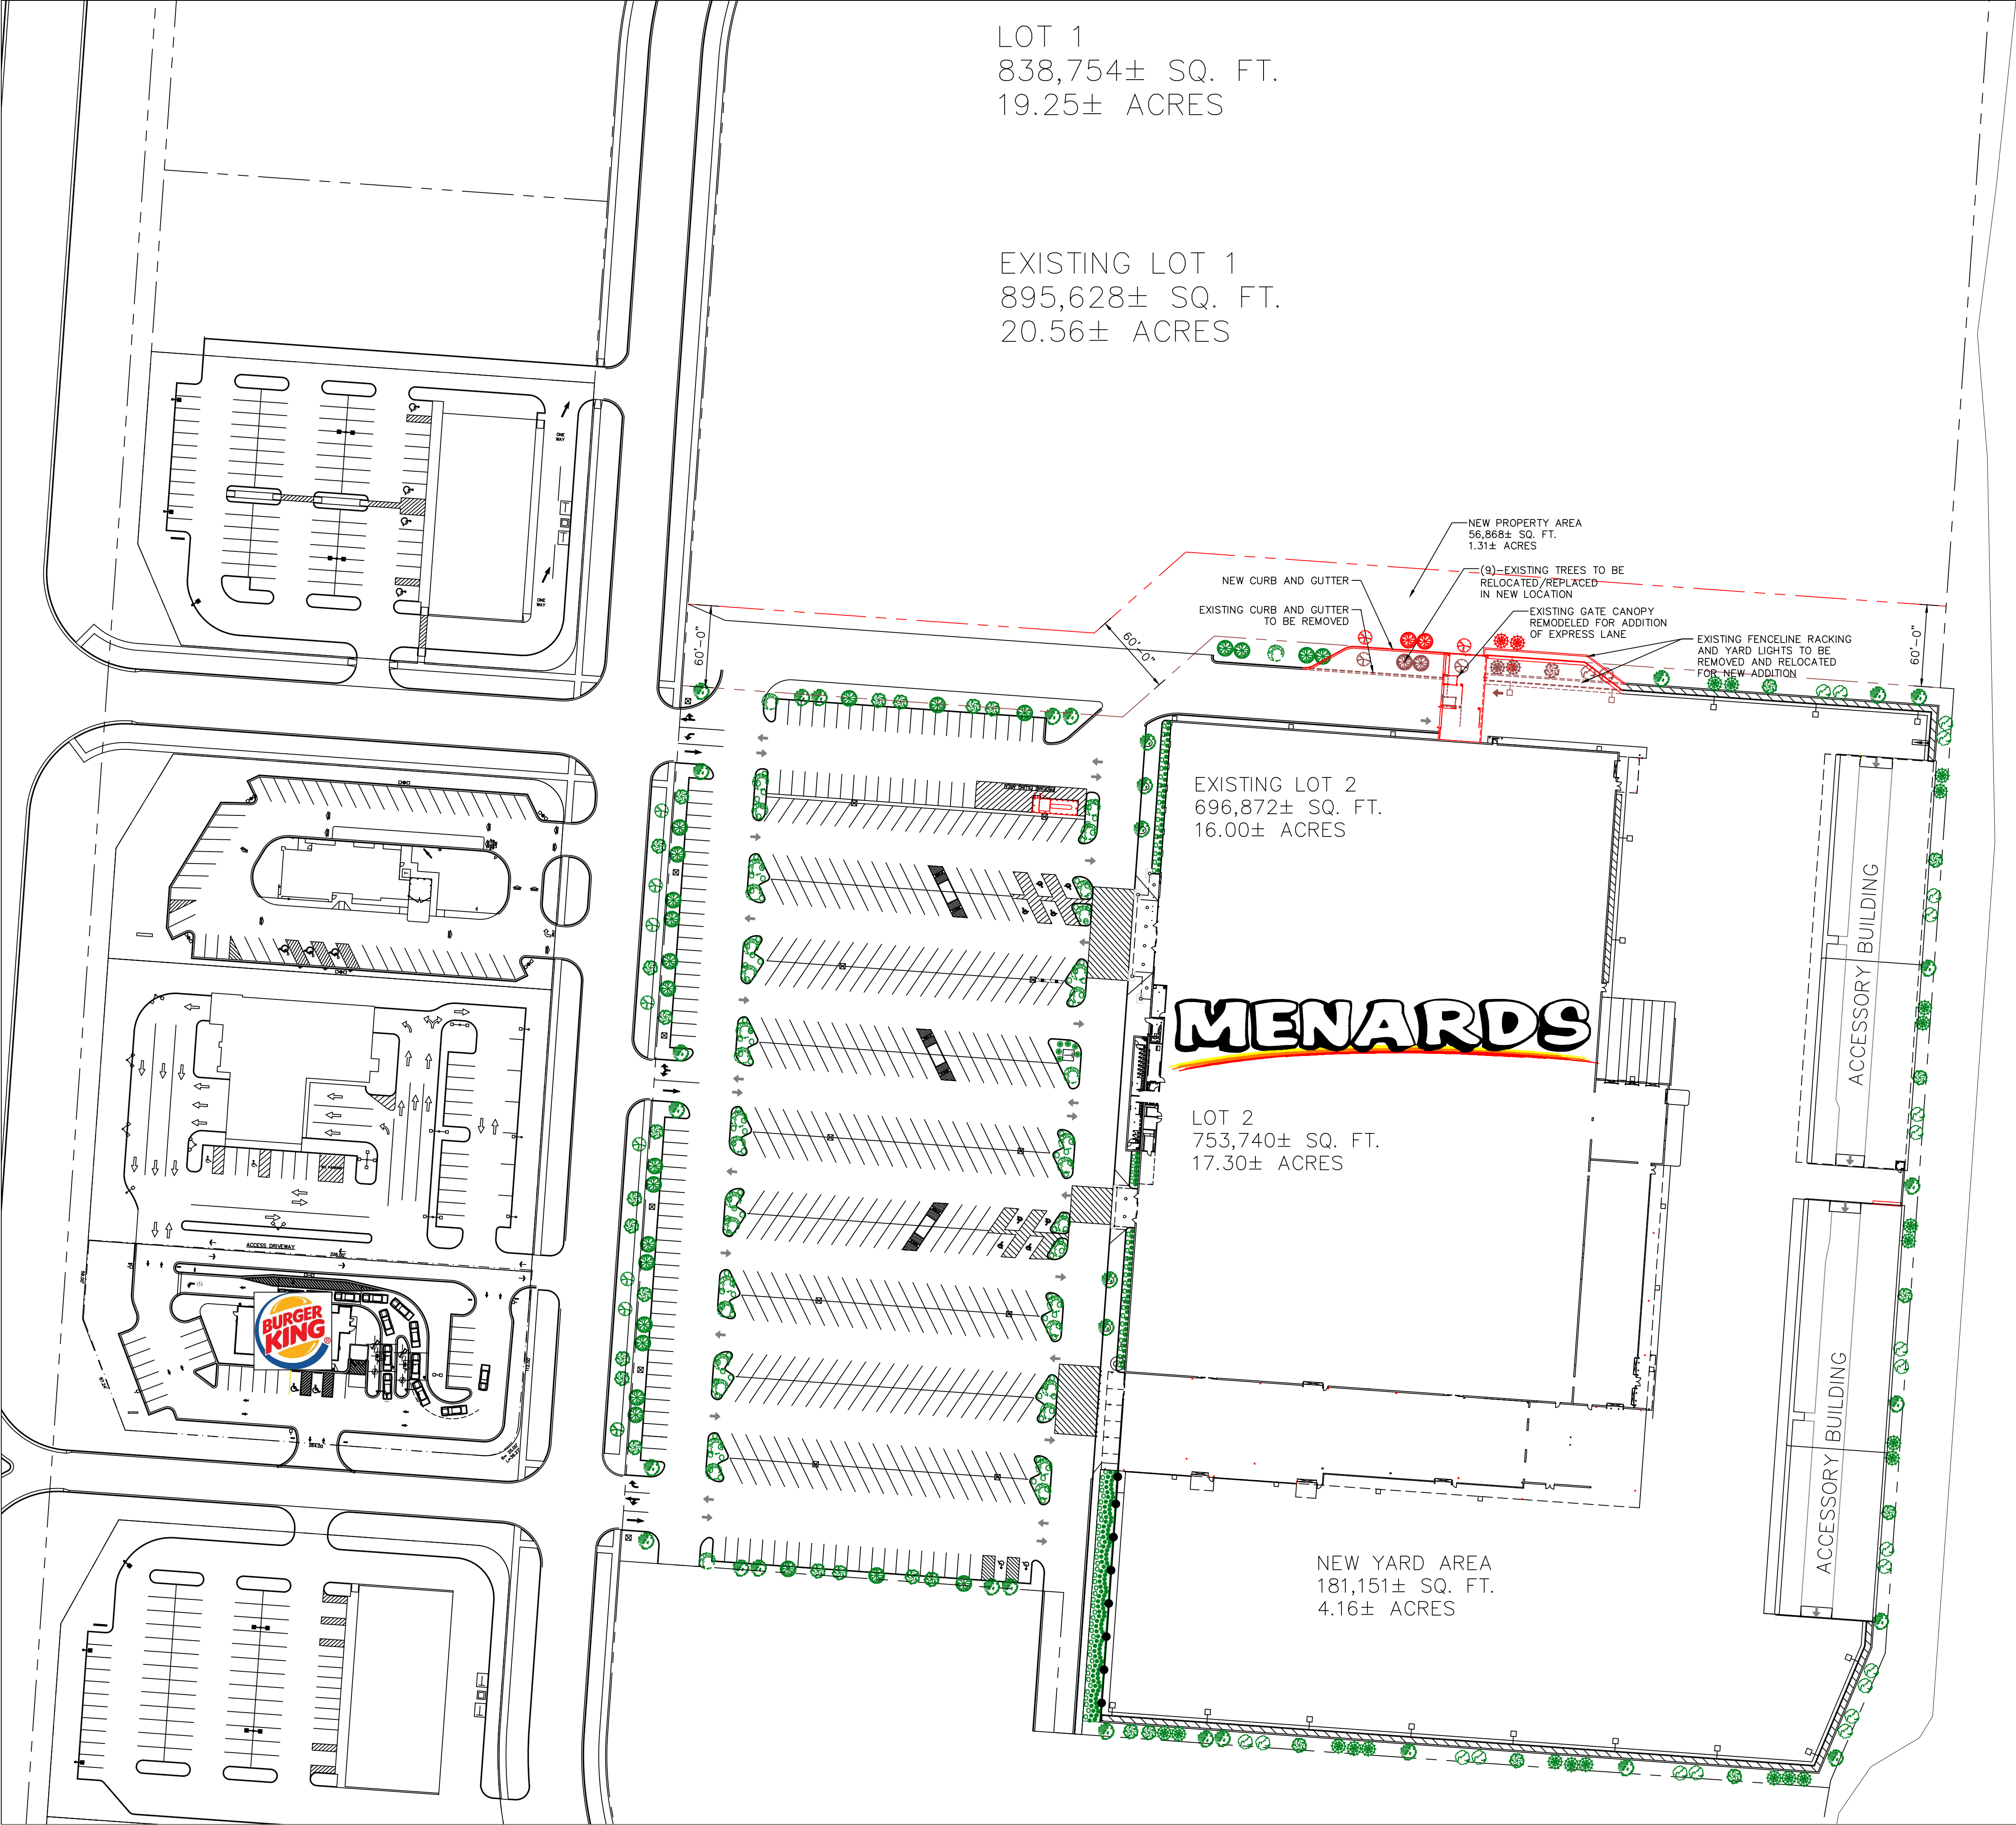 LOT 1
838,754± SQ. FT.
19.25± ACRES
EXISTING LOT 1
895,628± SQ. FT.
20.56± ACRES
ONE
WAY
ONE
WAY
NEW PROPERTY AREA
56,868± SQ. FT.
1.31± ACRES
(9)-EXISTING TREES TO BE
RELOCATED/REPLACED
IN NEW LOCATION
NEW CURB AND GUTTER
EXISTING CURB AND GUTTER
TO BE REMOVED
EXISTING GATE CANOPY
REMODELED FOR ADDITION
OF EXPRESS LANE
EXISTING FENCELINE RACKING
AND YARD LIGHTS TO BE
REMOVED AND RELOCATED
FOR NEW ADDITION
60'-0"
60'-0"
60'-0"
EXISTING LOT 2
696,872± SQ. FT.
16.00± ACRES
MENARDS
LOT 2
753,740± SQ. FT.
17.30± ACRES
ACCESSORY BUILDING
ACCESSORY BUILDING
ACCESS DRIVEWAY
BURGER
KING®
NEW YARD AREA
181,151± SQ. FT.
4.16± ACRES